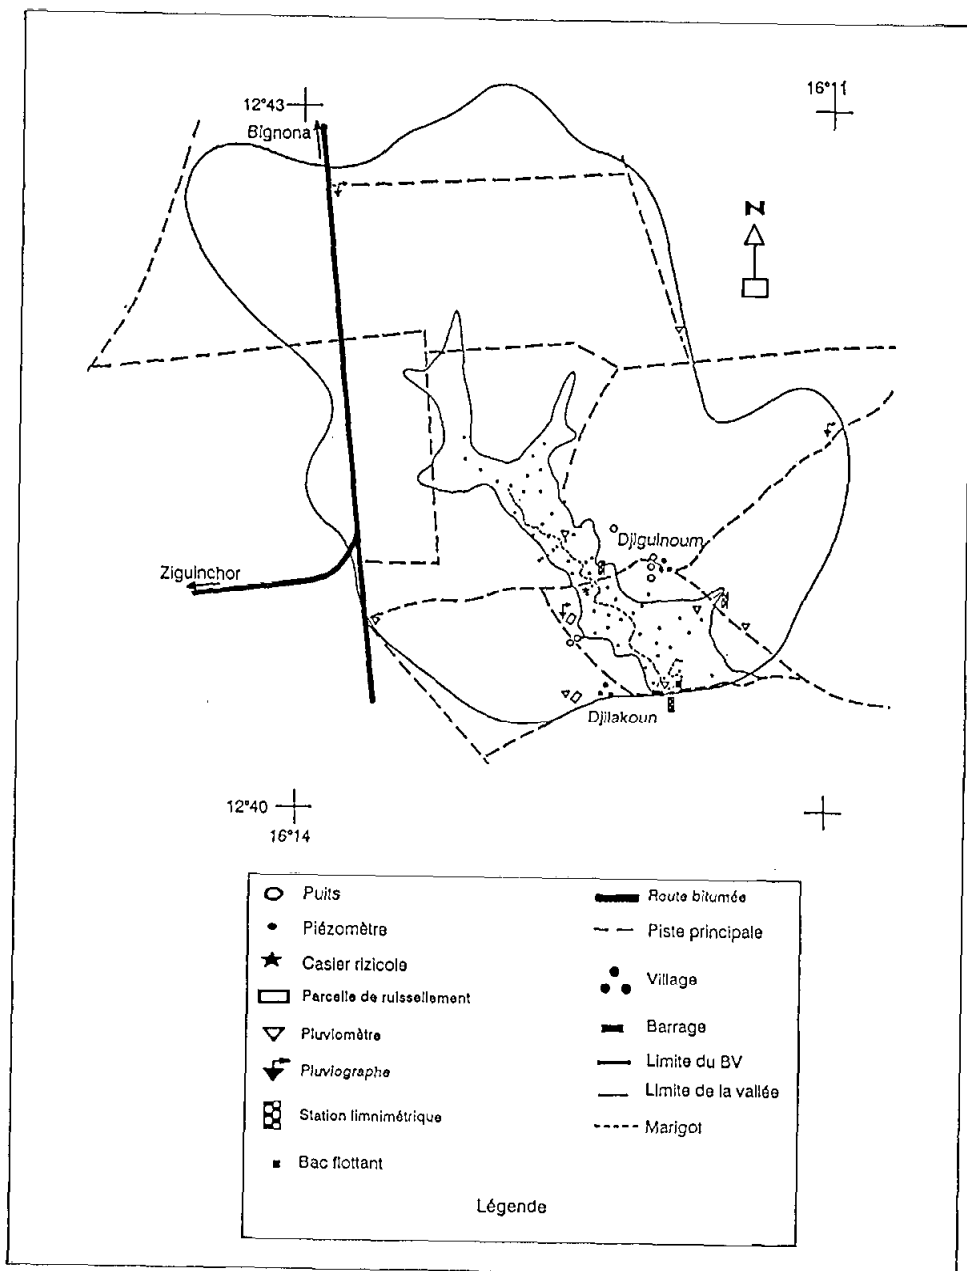 12°43
16°11
Bignona
N
Djiguinoum
Ziguinchor
Djilakoun
12°40
16°14
Puits
Piézomètre
Casier rizicole
Parcelle de ruissellement
Pluviomètre
Pluviographe
Station limnimétrique
Bac flottant
Route bitumée
Piste principale
Village
Barrage
Limite du BV
Limite de la vallée
Marigot
Légende